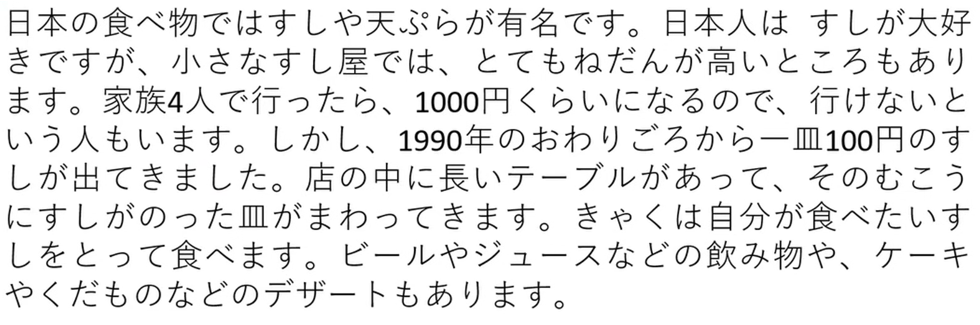 日本の食べ物ではすしや天ぷらが有名です。日本人は すしが大好
きですが、小さなすし屋では、とてもねだんが高いところもあり
ます。家族4人で行ったら、1000円くらいになるので、行けないと
いう人もいます。しかし、1990年のおわりごろから一皿100円のす
しが出てきました。店の中に長いテーブルがあって、そのむこう
にすしがのった皿がまわってきます。きゃくは自分が食べたいす
しをとって食べます。ビールやジュースなどの飲み物や、ケーキ
やくだものなどのデザートもあります。